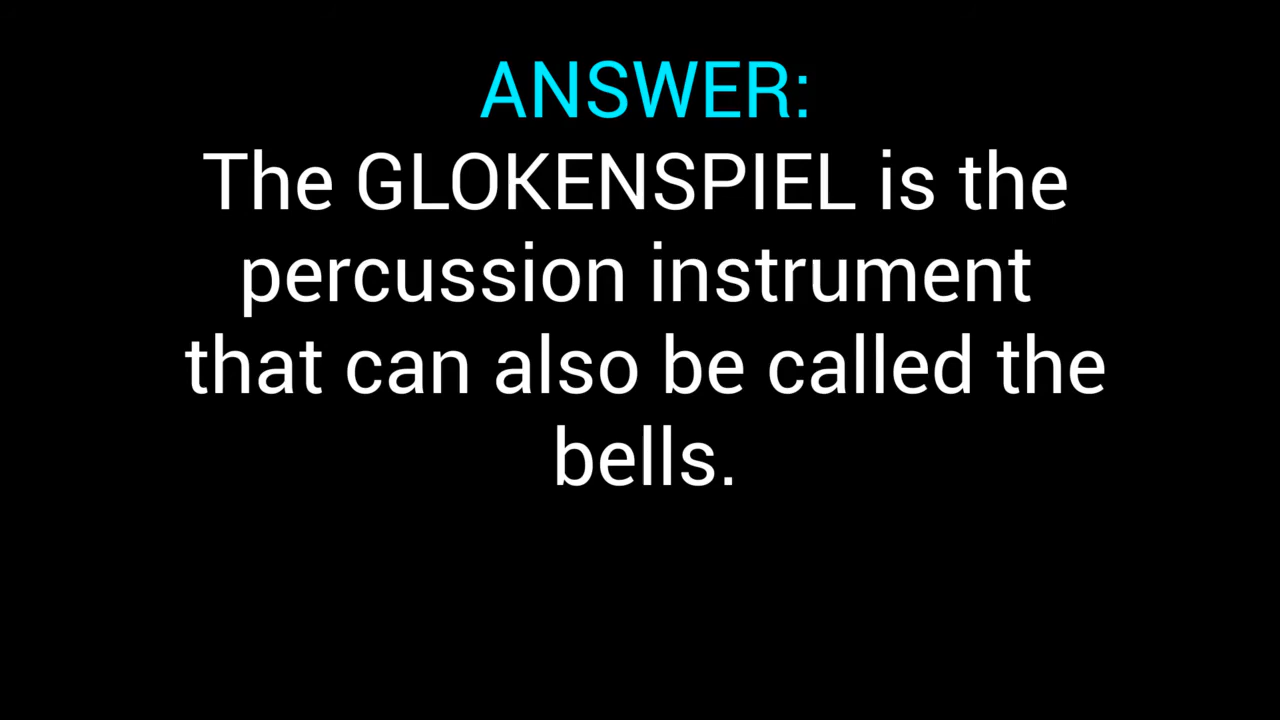 ANSWER:
The GLOKENSPIEL is the
percussion instrument
that can also be called the
bells.